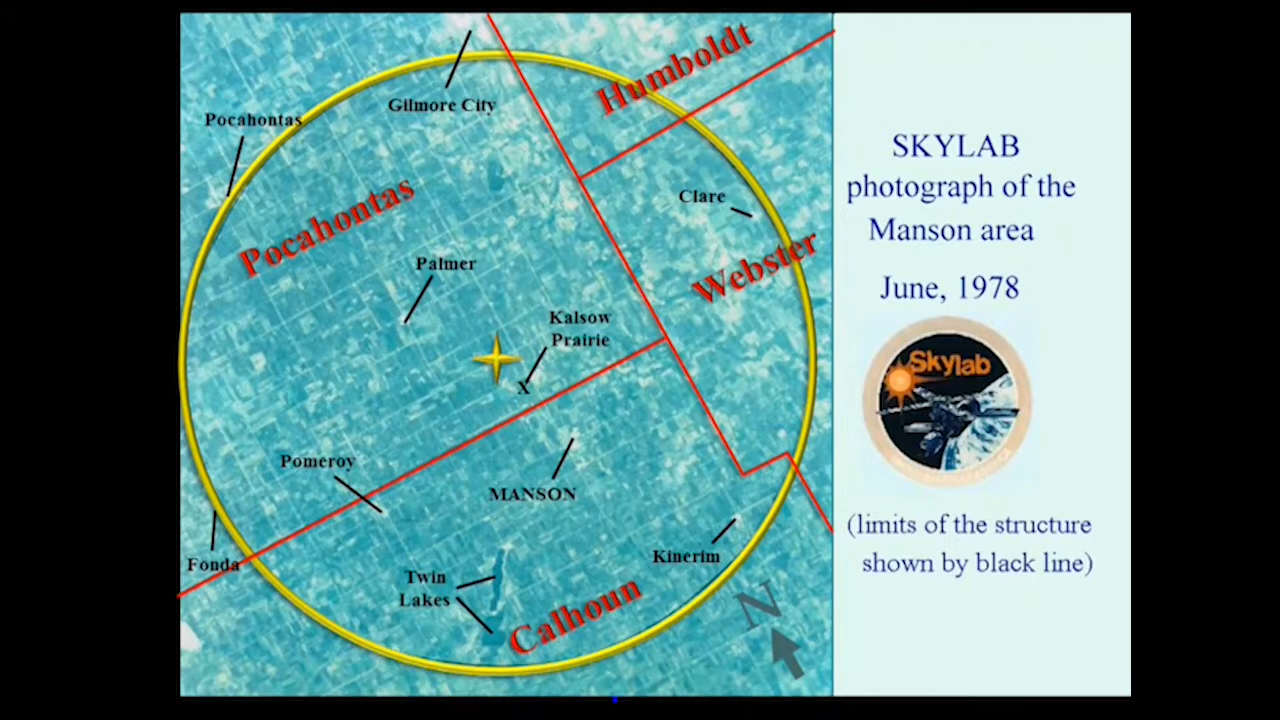 Humboldt
Gilmore City
Pocahontas
Pocahontas
Clare
Webster
Palmer
Kalsow
Prairie
X
Pomeroy
MANSON
Fonda
Kinerim
Twin
Lakes
Calhoun
N
SKYLAB
photograph of the
Manson area
June, 1978
Skylab
(limits of the structure
shown by black line)